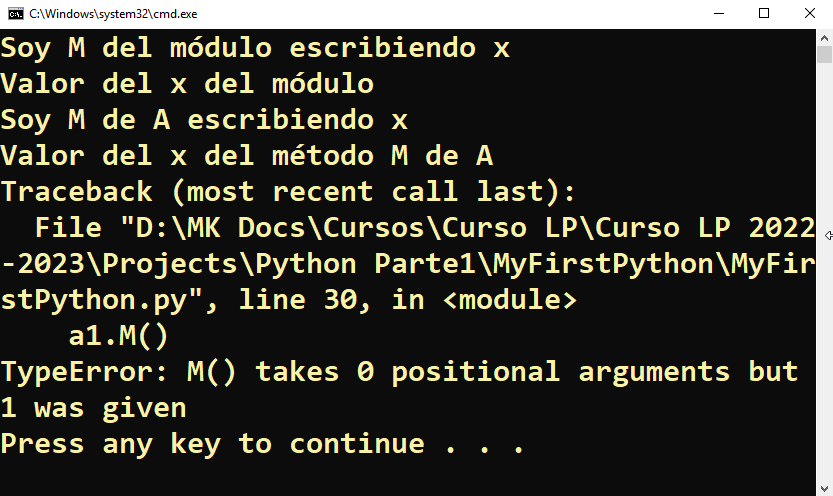 C:\Windows\system32\cmd.exe
Soy M del módulo escribiendo x
Valor del x del módulo
Soy M de A escribiendo x
Valor del x del método M de A
Traceback (most recent call last):
  File "D:\MK Docs\Cursos\Curso LP\Curso LP 2022
-2023\Projects\Python Parte1\MyFirstPython\MyFir
stPython.py", line 30, in <module>
    a1.M()
TypeError: M() takes 0 positional arguments but
1 was given
Press any key to continue . . .